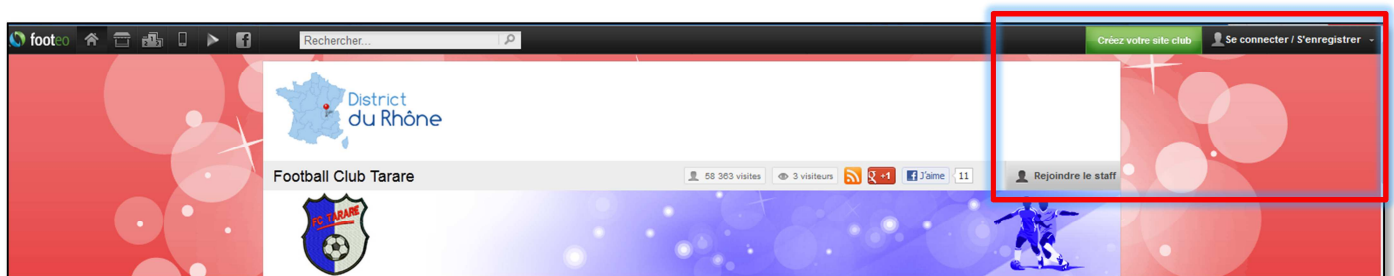 footeo
Rechercher...
Créez votre site club
Se connecter / S'enregistrer
District
du Rhône
Football Club Tarare
58 363 visites
3 visiteurs
+1
J'aime
11
Rejoindre le staff
FC TARARE